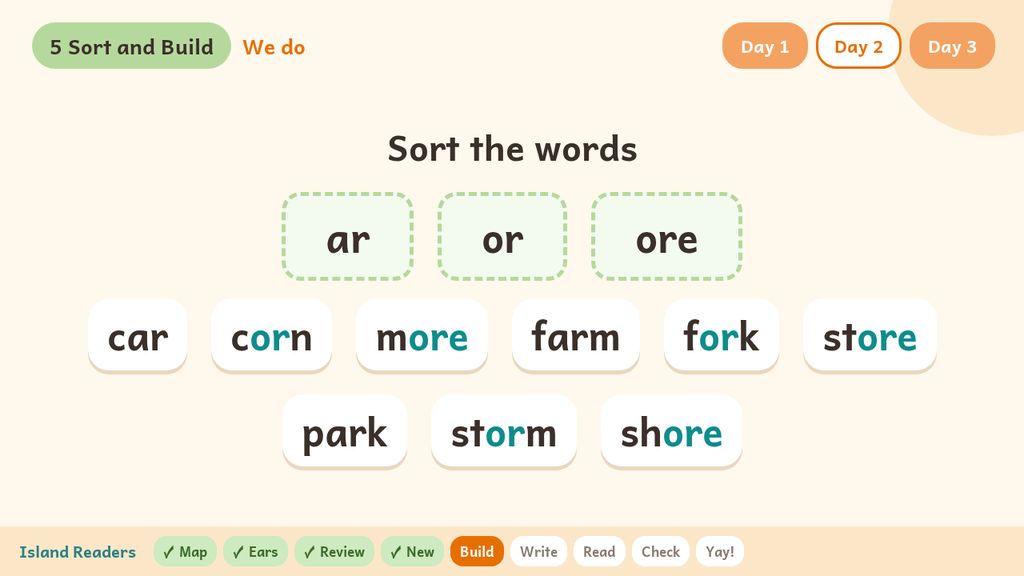 5 Sort and Build We do Day 1 Day 2 Day 3
Sort the words
ar or ore
car corn more farm fork store
park storm shore
Island Readers ✓ Map ✓ Ears ✓ Review ✓ New Build Write Read Check Yay!